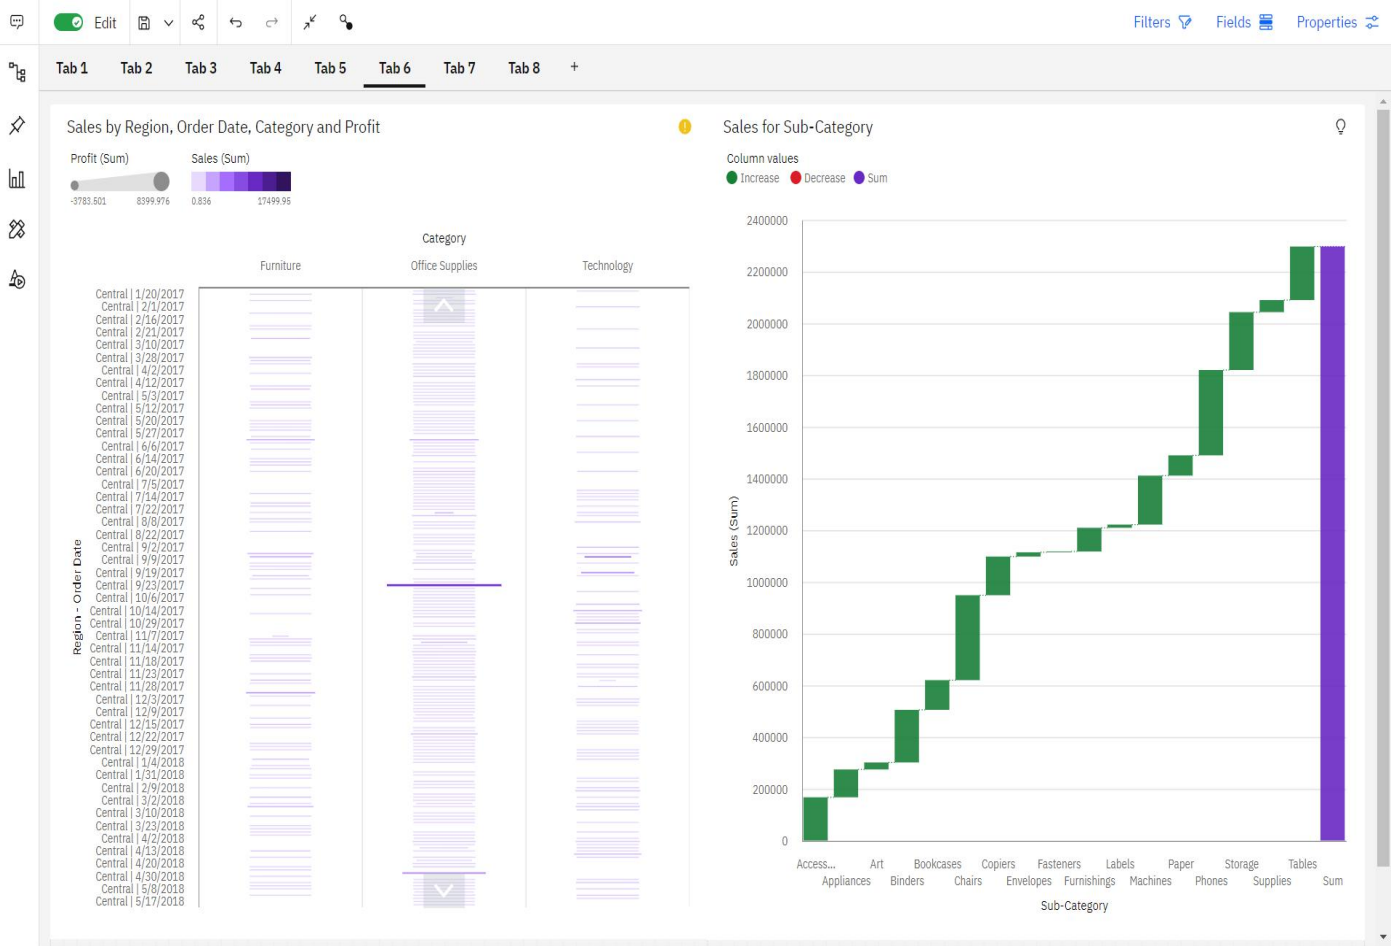 Edit
Filters
Fields
Properties
Tab 1
Tab 2
Tab 3
Tab 4
Tab 5
Tab 6
Tab 7
Tab 8
+
Sales by Region, Order Date, Category and Profit
Profit (Sum)
-3783.601
8399.976
Sales (Sum)
0.836
17499.95
Category
Furniture
Office Supplies
Technology
Region - Order Date
Central | 1/20/2017
Central | 2/1/2017
Central | 2/16/2017
Central | 2/21/2017
Central | 3/10/2017
Central | 3/28/2017
Central | 4/2/2017
Central | 4/12/2017
Central | 5/3/2017
Central | 5/12/2017
Central | 5/20/2017
Central | 5/27/2017
Central | 6/6/2017
Central | 6/14/2017
Central | 6/20/2017
Central | 7/5/2017
Central | 7/14/2017
Central | 7/22/2017
Central | 8/8/2017
Central | 8/22/2017
Central | 9/2/2017
Central | 9/9/2017
Central | 9/19/2017
Central | 9/23/2017
Central | 10/6/2017
Central | 10/14/2017
Central | 10/29/2017
Central | 11/7/2017
Central | 11/14/2017
Central | 11/18/2017
Central | 11/23/2017
Central | 11/28/2017
Central | 12/3/2017
Central | 12/9/2017
Central | 12/15/2017
Central | 12/22/2017
Central | 12/29/2017
Central | 1/4/2018
Central | 1/31/2018
Central | 2/9/2018
Central | 3/2/2018
Central | 3/10/2018
Central | 3/23/2018
Central | 4/2/2018
Central | 4/13/2018
Central | 4/20/2018
Central | 4/30/2018
Central | 5/8/2018
Central | 5/17/2018
Sales for Sub-Category
Column values
Increase
Decrease
Sum
Sales (Sum)
2400000
2200000
2000000
1800000
1600000
1400000
1200000
1000000
800000
600000
400000
200000
0
Access...
Appliances
Art
Binders
Bookcases
Chairs
Copiers
Envelopes
Fasteners
Furnishings
Labels
Machines
Paper
Phones
Storage
Supplies
Tables
Sum
Sub-Category